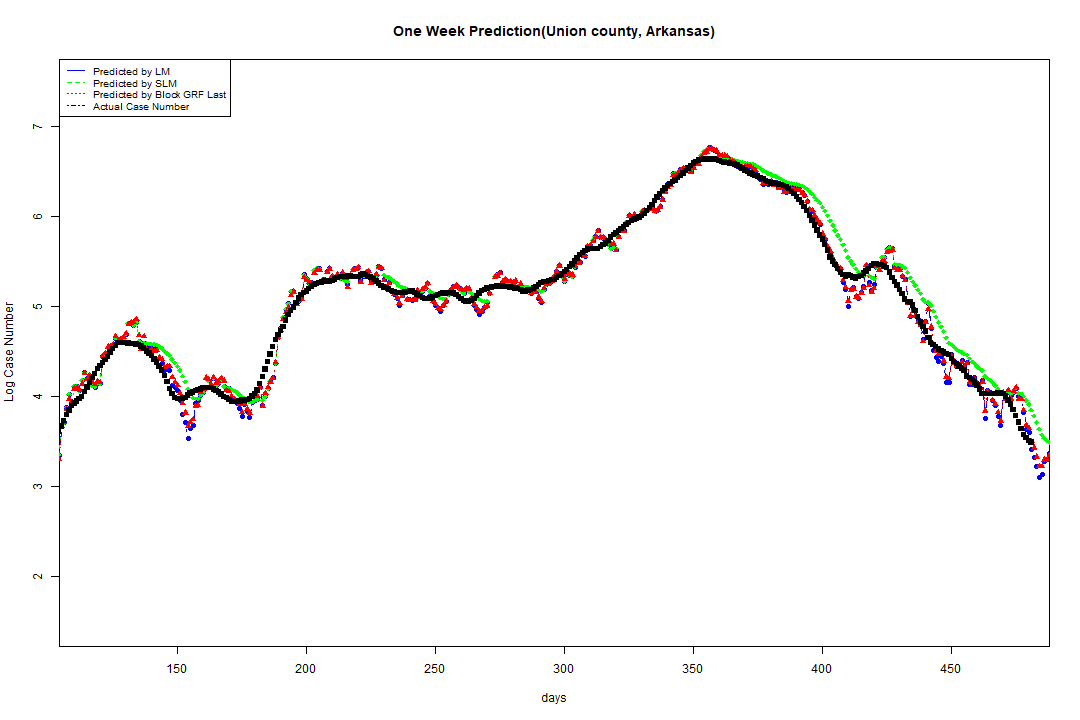 One Week Prediction(Union county, Arkansas)
Predicted by LM
Predicted by SLM
Predicted by Block GRF Last
Actual Case Number
Log Case Number
7
6
5
4
3
2
150 200 250 300 350 400 450
days